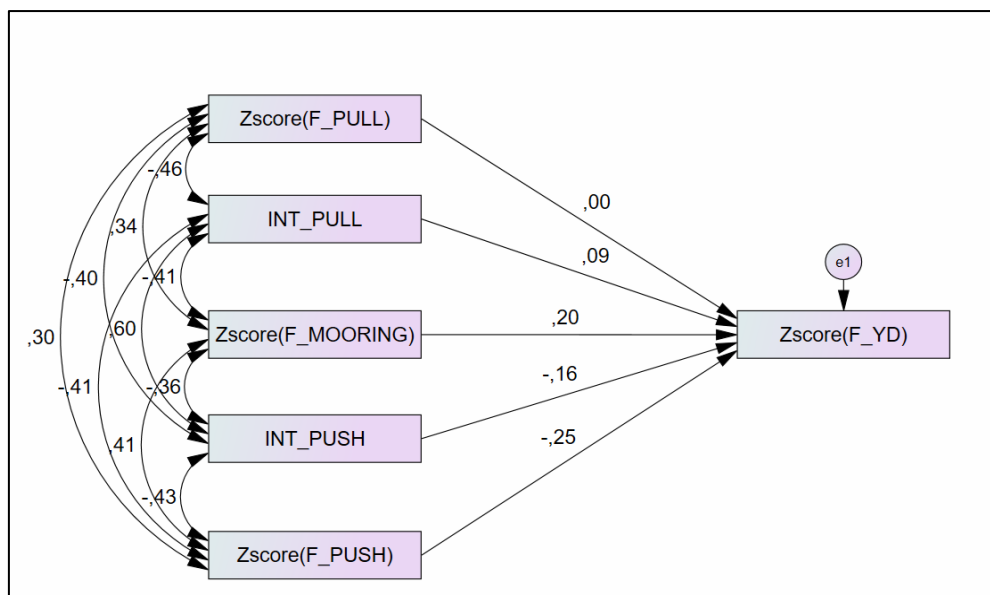 Zscore(F_PULL)
-,46
,00
INT_PULL
,34
,09
e1
-,40
-,41
,30
,60
Zscore(F_MOORING)
,20
Zscore(F_YD)
-,41
-,36
-,16
,41
INT_PUSH
-,25
-,43
Zscore(F_PUSH)